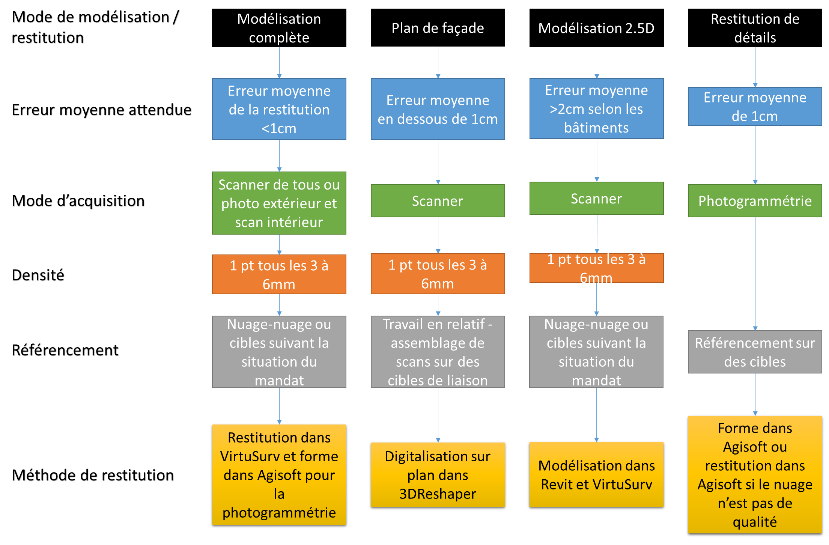 Mode de modélisation /
restitution
Modélisation
complète
Plan de façade
Modélisation 2.5D
Restitution de
détails
Erreur moyenne attendue
Erreur moyenne
de la restitution
<1cm
Erreur moyenne
en dessous de 1cm
Erreur moyenne
>2cm selon les
bâtiments
Erreur moyenne
de 1cm
Mode d'acquisition
Scanner de tous ou
photo extérieur et
scan intérieur
Scanner
Scanner
Photogrammétrie
Densité
1 pt tous les 3 à
6mm
1 pt tous les 3 à
6mm
1 pt tous les 3 à
6mm
Référencement
Nuage-nuage ou
cibles suivant la
situation du
mandat
Travail en relatif -
assemblage de
scans sur des
cibles de liaison
Nuage-nuage ou
cibles suivant la
situation du
mandat
Référencement sur
des cibles
Méthode de restitution
Restitution dans
VirtuSurv et forme
dans Agisoft pour
la
photogrammétrie
Digitalisation sur
plan dans
3DReshaper
Modélisation dans
Revit et VirtuSurv
Forme dans
Agisoft ou
restitution dans
Agisoft si le nuage
n'est pas de
qualité